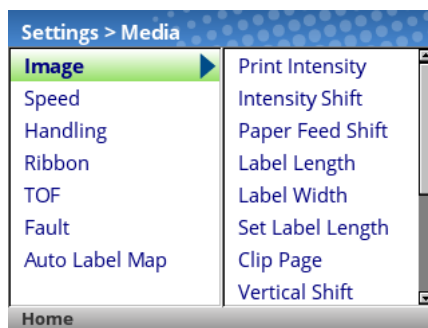 Settings > Media
Image
Speed
Handling
Ribbon
TOF
Fault
Auto Label Map
Print Intensity
Intensity Shift
Paper Feed Shift
Label Length
Label Width
Set Label Length
Clip Page
Vertical Shift
Home